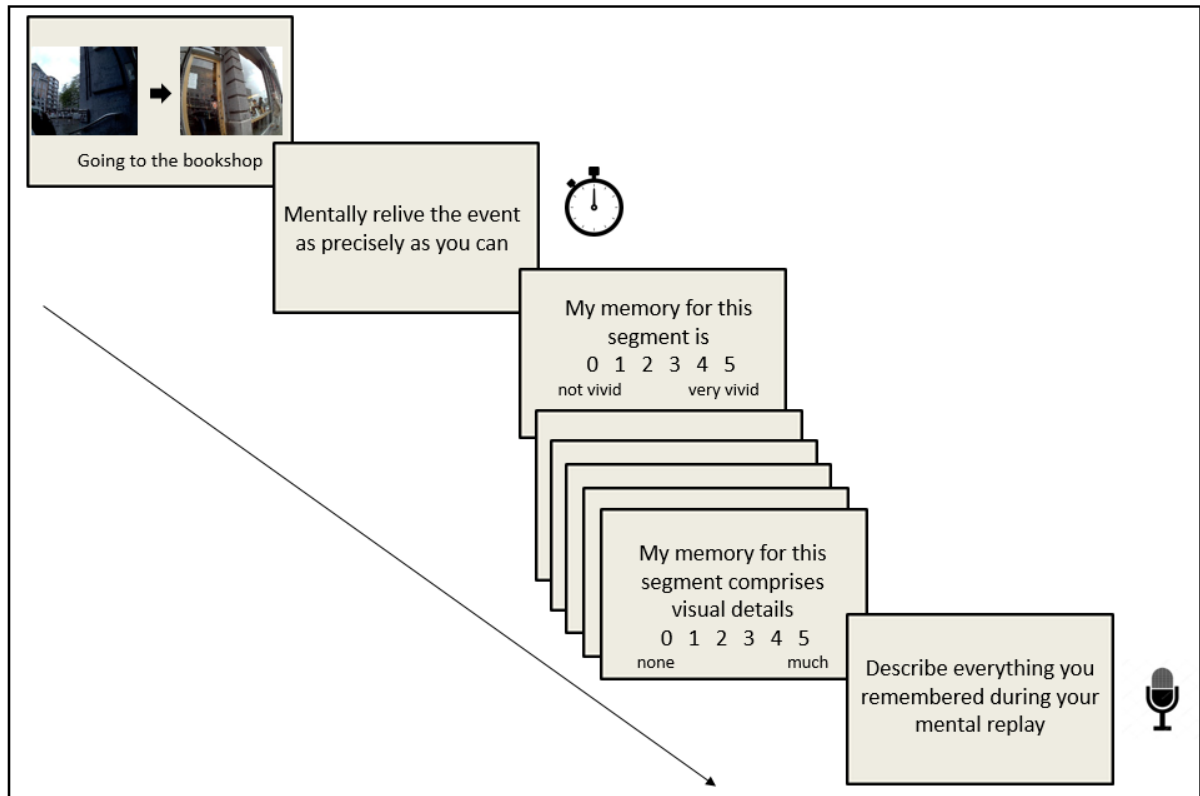 Going to the bookshop
Mentally relive the event
as precisely as you can
My memory for this
segment is
0 1 2 3 4 5
not vivid very vivid
My memory for this
segment comprises
visual details
0 1 2 3 4 5
none much
Describe everything you
remembered during your
mental replay